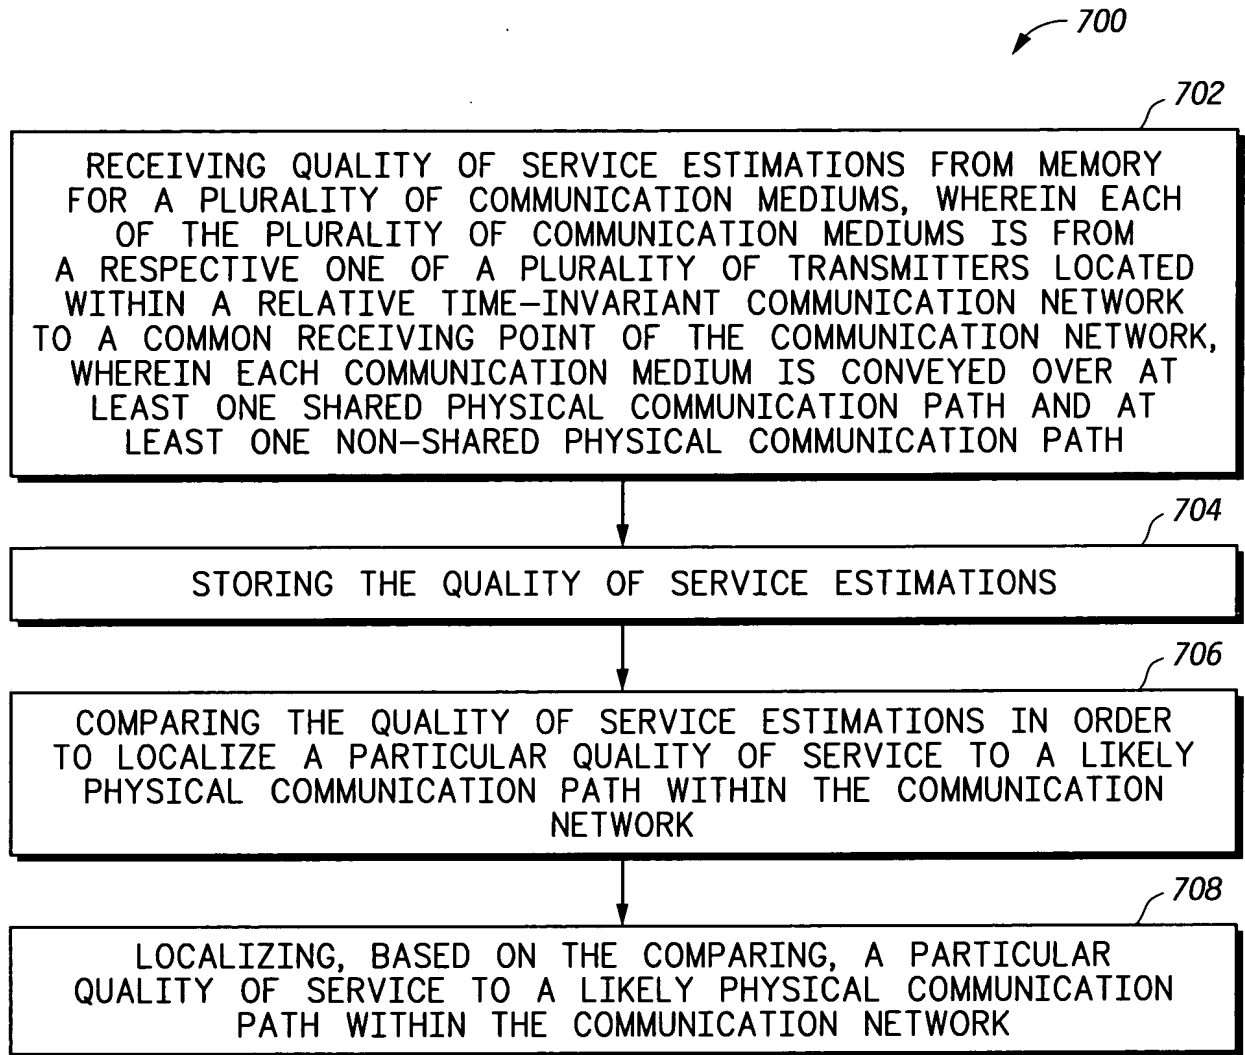 700
702
RECEIVING QUALITY OF SERVICE ESTIMATIONS FROM MEMORY
FOR A PLURALITY OF COMMUNICATION MEDIUMS, WHEREIN EACH
OF THE PLURALITY OF COMMUNICATION MEDIUMS IS FROM
A RESPECTIVE ONE OF A PLURALITY OF TRANSMITTERS LOCATED
WITHIN A RELATIVE TIME-INVARIANT COMMUNICATION NETWORK
TO A COMMON RECEIVING POINT OF THE COMMUNICATION NETWORK,
WHEREIN EACH COMMUNICATION MEDIUM IS CONVEYED OVER AT
LEAST ONE SHARED PHYSICAL COMMUNICATION PATH AND AT
LEAST ONE NON-SHARED PHYSICAL COMMUNICATION PATH
704
STORING THE QUALITY OF SERVICE ESTIMATIONS
706
COMPARING THE QUALITY OF SERVICE ESTIMATIONS IN ORDER
TO LOCALIZE A PARTICULAR QUALITY OF SERVICE TO A LIKELY
PHYSICAL COMMUNICATION PATH WITHIN THE COMMUNICATION
NETWORK
708
LOCALIZING, BASED ON THE COMPARING, A PARTICULAR
QUALITY OF SERVICE TO A LIKELY PHYSICAL COMMUNICATION
PATH WITHIN THE COMMUNICATION NETWORK